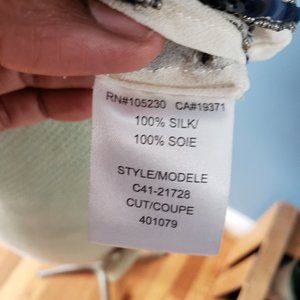 RN#105230 CA#19371
100% SILK/
100% SOIE
STYLE/MODELE
C41-21728
CUT/COUPE
401079